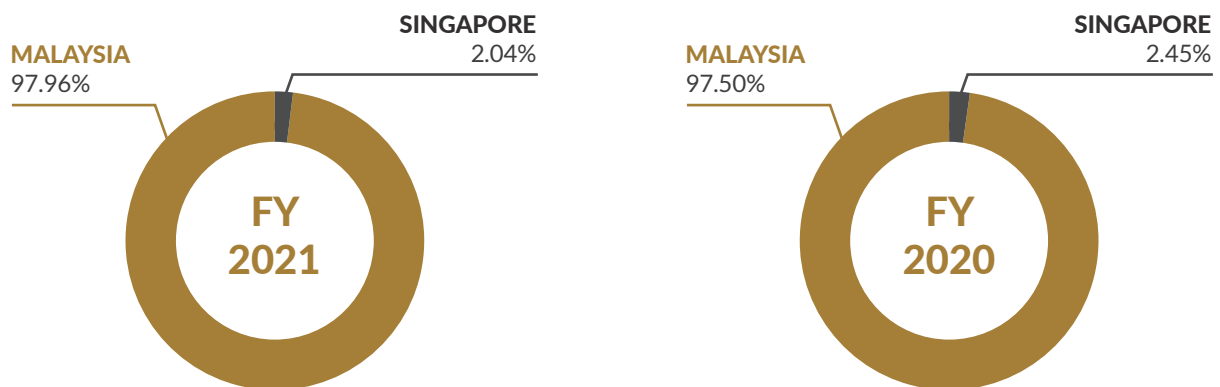 SINGAPORE
2.04%
MALAYSIA
97.96%
FY
2021
SINGAPORE
2.45%
MALAYSIA
97.50%
FY
2020